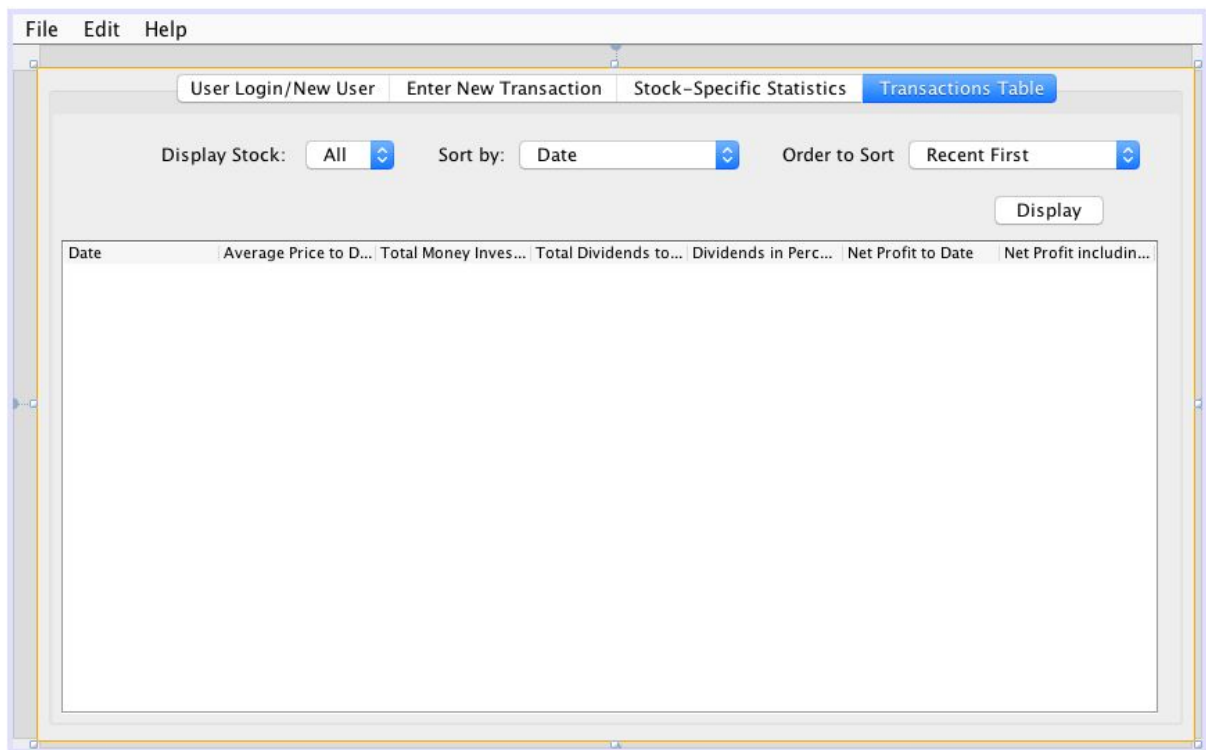 File Edit Help
User Login/New User Enter New Transaction Stock-Specific Statistics Transactions Table
Display Stock: All Sort by: Date Order to Sort Recent First
Display
Date Average Price to D... Total Money Inves... Total Dividends to... Dividends in Perc... Net Profit to Date Net Profit includin...